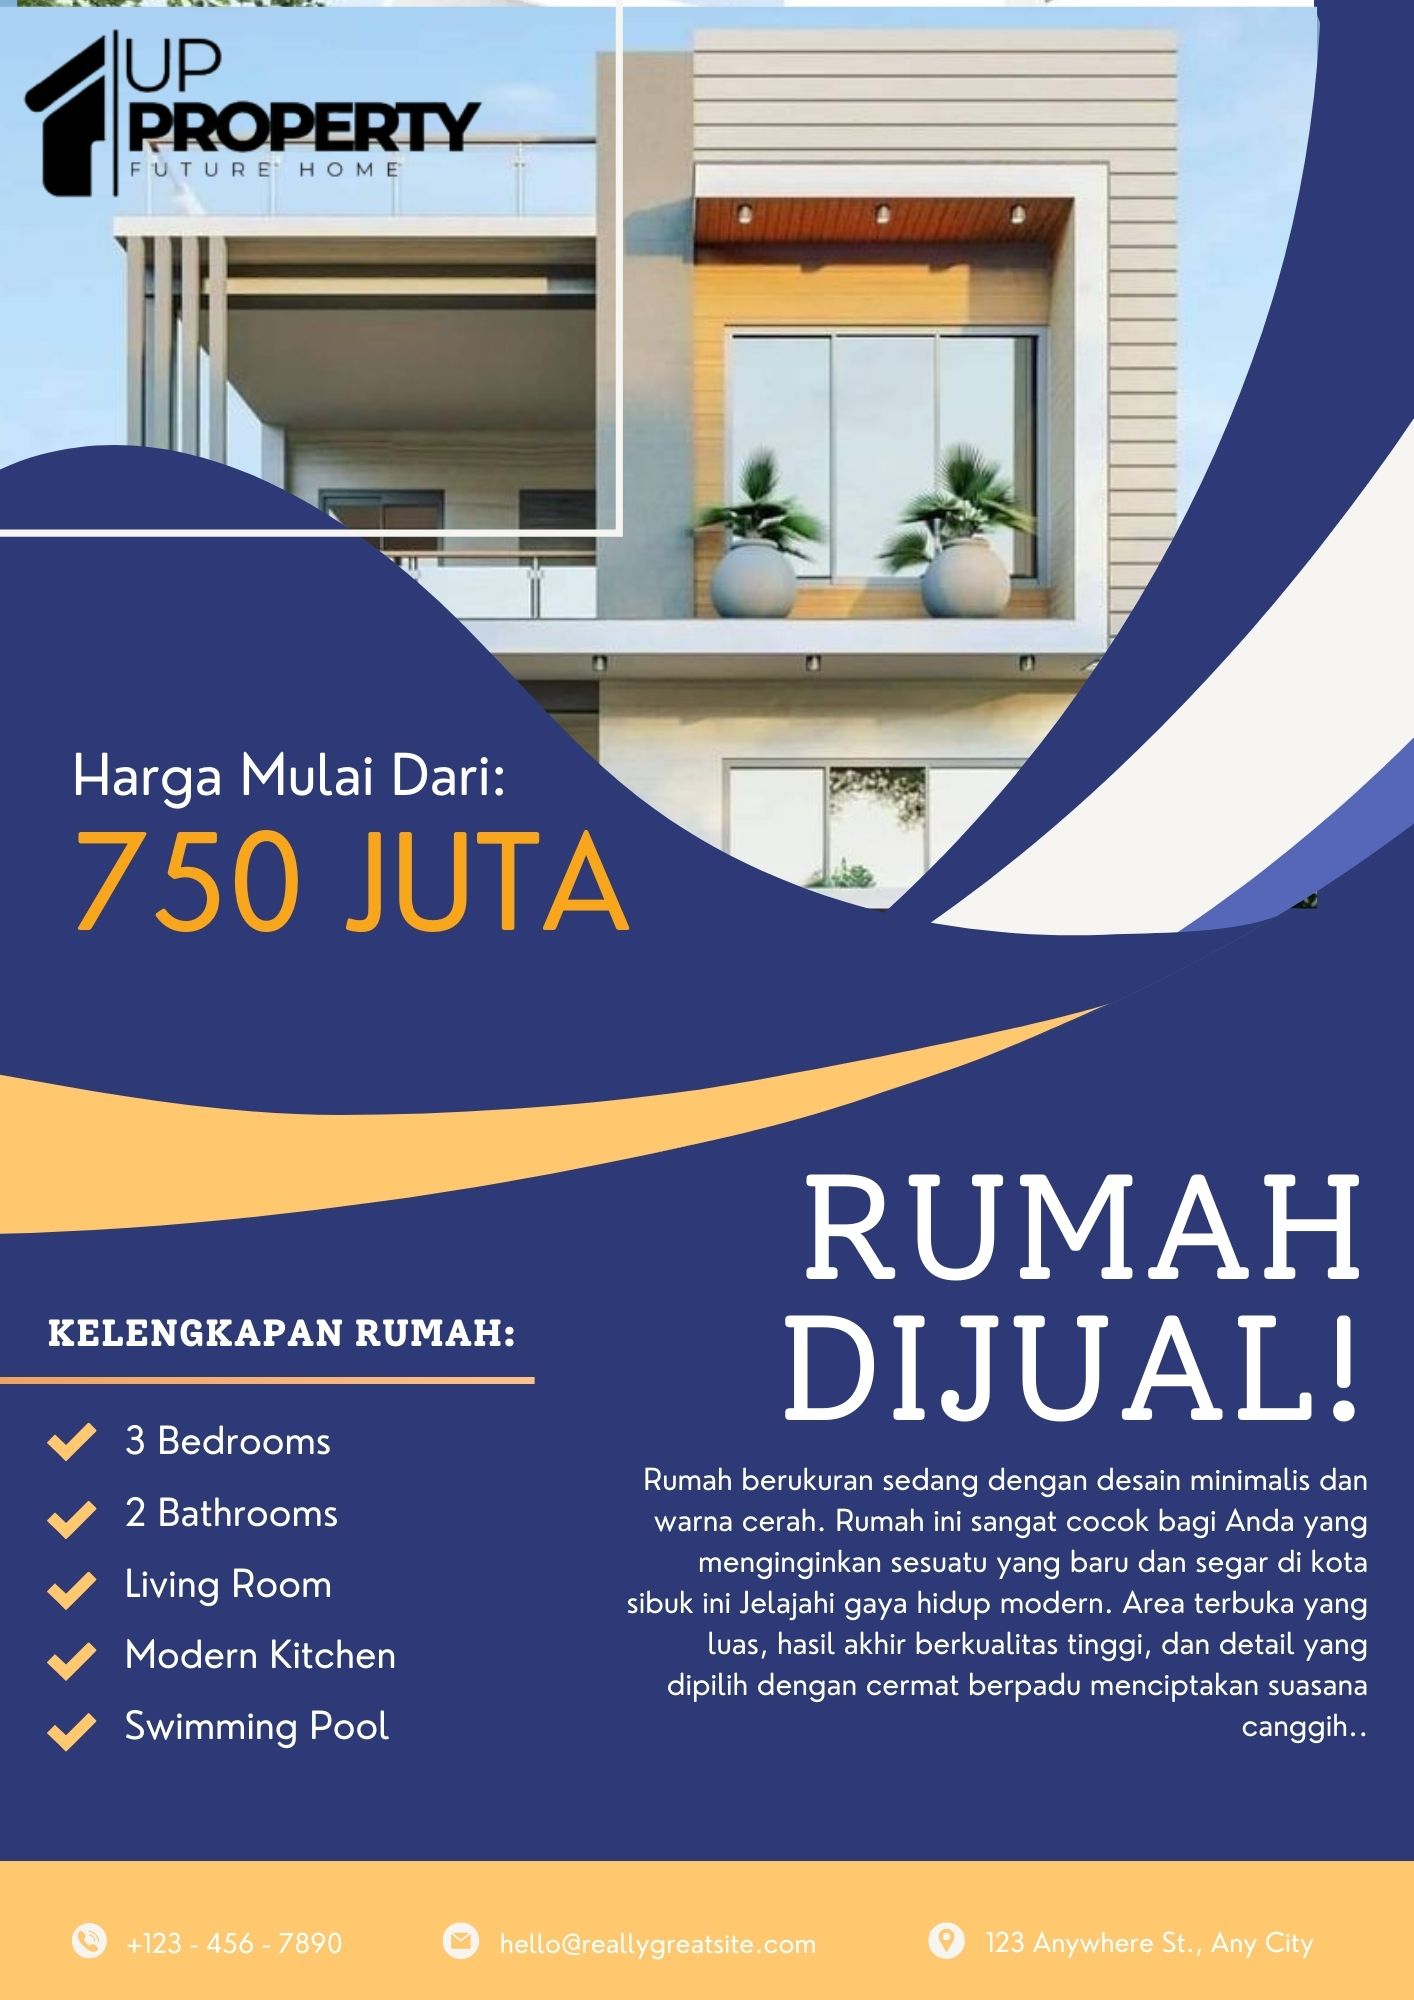 UP
PROPERTY
FUTURE HOME
Harga Mulai Dari:
750 JUTA
RUMAH
DIJUAL!
KELENGKAPAN RUMAH:
3 Bedrooms
2 Bathrooms
Living Room
Modern Kitchen
Swimming Pool
Rumah berukuran sedang dengan desain minimalis dan
warna cerah. Rumah ini sangat cocok bagi Anda yang
menginginkan sesuatu yang baru dan segar di kota
sibuk ini Jelajahi gaya hidup modern. Area terbuka yang
luas, hasil akhir berkualitas tinggi, dan detail yang
dipilih dengan cermat berpadu menciptakan suasana
canggih..
+123 - 456 - 7890
hello@reallygreatsite.com
123 Anywhere St., Any City